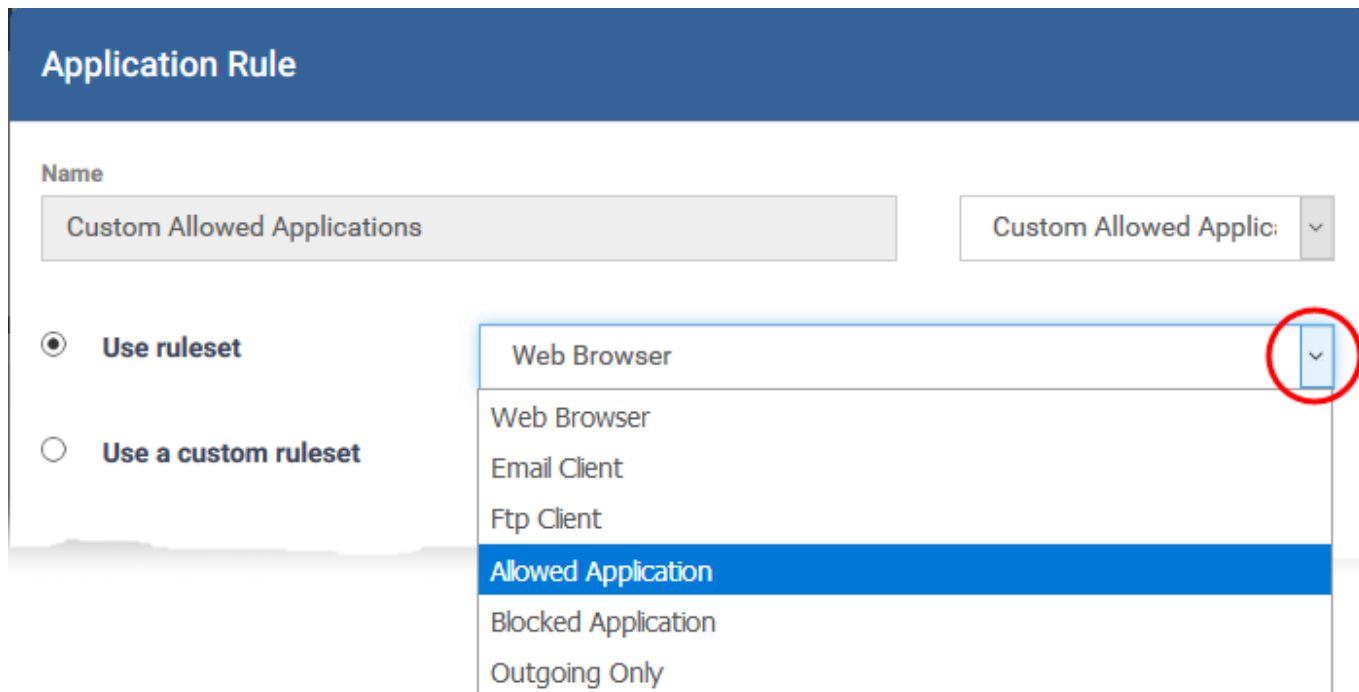 Application Rule
Name
Custom Allowed Applications
Custom Allowed Applic
Use ruleset
Web Browser
Web Browser
Use a custom ruleset
Email Client
Ftp Client
Allowed Application
Blocked Application
Outgoing Only